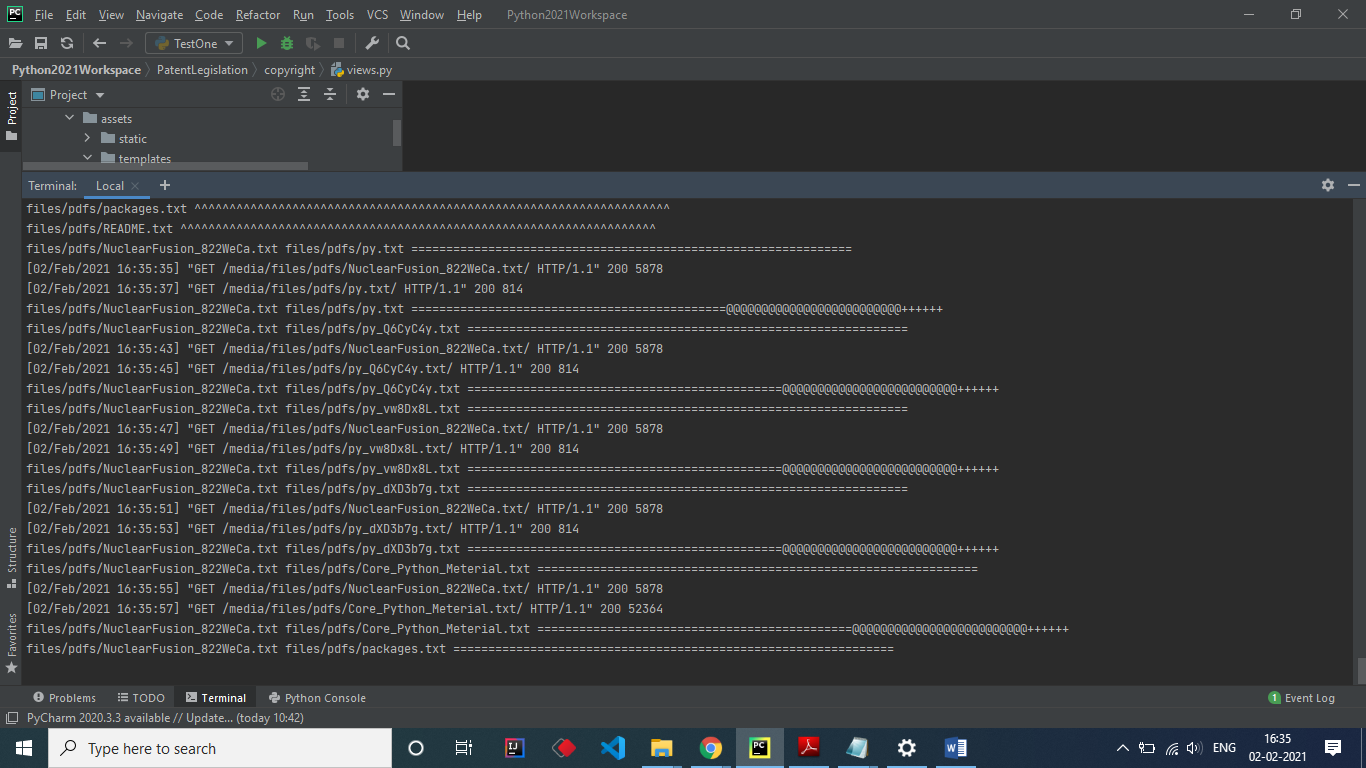 File Edit View Navigate Code Refactor Run Tools VCS Window Help Python2021Workspace
TestOne
Python2021Workspace PatentLegislation copyright views.py
Project
Project
assets
static
templates
Terminal: Local
files/pdfs/packages.txt ^^^^^^^^^^^^^^^^^^^^^^^^^^^^^^^^^^^^^^^^^^^^^^^^^^^^^^^^^^^^^^^^^^^^
files/pdfs/README.txt ^^^^^^^^^^^^^^^^^^^^^^^^^^^^^^^^^^^^^^^^^^^^^^^^^^^^^^^^^^^^^^^^^^^^
files/pdfs/NuclearFusion_822WeCa.txt files/pdfs/py.txt ===============================================================
[02/Feb/2021 16:35:35] "GET /media/files/pdfs/NuclearFusion_822WeCa.txt/ HTTP/1.1" 200 5878
[02/Feb/2021 16:35:37] "GET /media/files/pdfs/py.txt/ HTTP/1.1" 200 814
files/pdfs/NuclearFusion_822WeCa.txt files/pdfs/py.txt =============================================@@@@@@@@@@@@@@@@@@@@@@@@@++++++
files/pdfs/NuclearFusion_822WeCa.txt files/pdfs/py_Q6CyC4y.txt ===============================================================
[02/Feb/2021 16:35:43] "GET /media/files/pdfs/NuclearFusion_822WeCa.txt/ HTTP/1.1" 200 5878
[02/Feb/2021 16:35:45] "GET /media/files/pdfs/py_Q6CyC4y.txt/ HTTP/1.1" 200 814
files/pdfs/NuclearFusion_822WeCa.txt files/pdfs/py_Q6CyC4y.txt =============================================@@@@@@@@@@@@@@@@@@@@@@@@@++++++
files/pdfs/NuclearFusion_822WeCa.txt files/pdfs/py_vw8Dx8L.txt ===============================================================
[02/Feb/2021 16:35:47] "GET /media/files/pdfs/NuclearFusion_822WeCa.txt/ HTTP/1.1" 200 5878
[02/Feb/2021 16:35:49] "GET /media/files/pdfs/py_vw8Dx8L.txt/ HTTP/1.1" 200 814
files/pdfs/NuclearFusion_822WeCa.txt files/pdfs/py_vw8Dx8L.txt =============================================@@@@@@@@@@@@@@@@@@@@@@@@@++++++
files/pdfs/NuclearFusion_822WeCa.txt files/pdfs/py_dXD3b7g.txt ===============================================================
[02/Feb/2021 16:35:51] "GET /media/files/pdfs/NuclearFusion_822WeCa.txt/ HTTP/1.1" 200 5878
[02/Feb/2021 16:35:53] "GET /media/files/pdfs/py_dXD3b7g.txt/ HTTP/1.1" 200 814
files/pdfs/NuclearFusion_822WeCa.txt files/pdfs/py_dXD3b7g.txt =============================================@@@@@@@@@@@@@@@@@@@@@@@@@++++++
files/pdfs/NuclearFusion_822WeCa.txt files/pdfs/Core_Python_Meterial.txt ===============================================================
[02/Feb/2021 16:35:55] "GET /media/files/pdfs/NuclearFusion_822WeCa.txt/ HTTP/1.1" 200 5878
[02/Feb/2021 16:35:57] "GET /media/files/pdfs/Core_Python_Meterial.txt/ HTTP/1.1" 200 52364
files/pdfs/NuclearFusion_822WeCa.txt files/pdfs/Core_Python_Meterial.txt =============================================@@@@@@@@@@@@@@@@@@@@@@@@@++++++
files/pdfs/NuclearFusion_822WeCa.txt files/pdfs/packages.txt ===============================================================
Structure
Favorites
Problems TODO Terminal Python Console 1 Event Log
PyCharm 2020.3.3 available // Update... (today 10:42)
Type here to search
ENG
16:35
02-02-2021